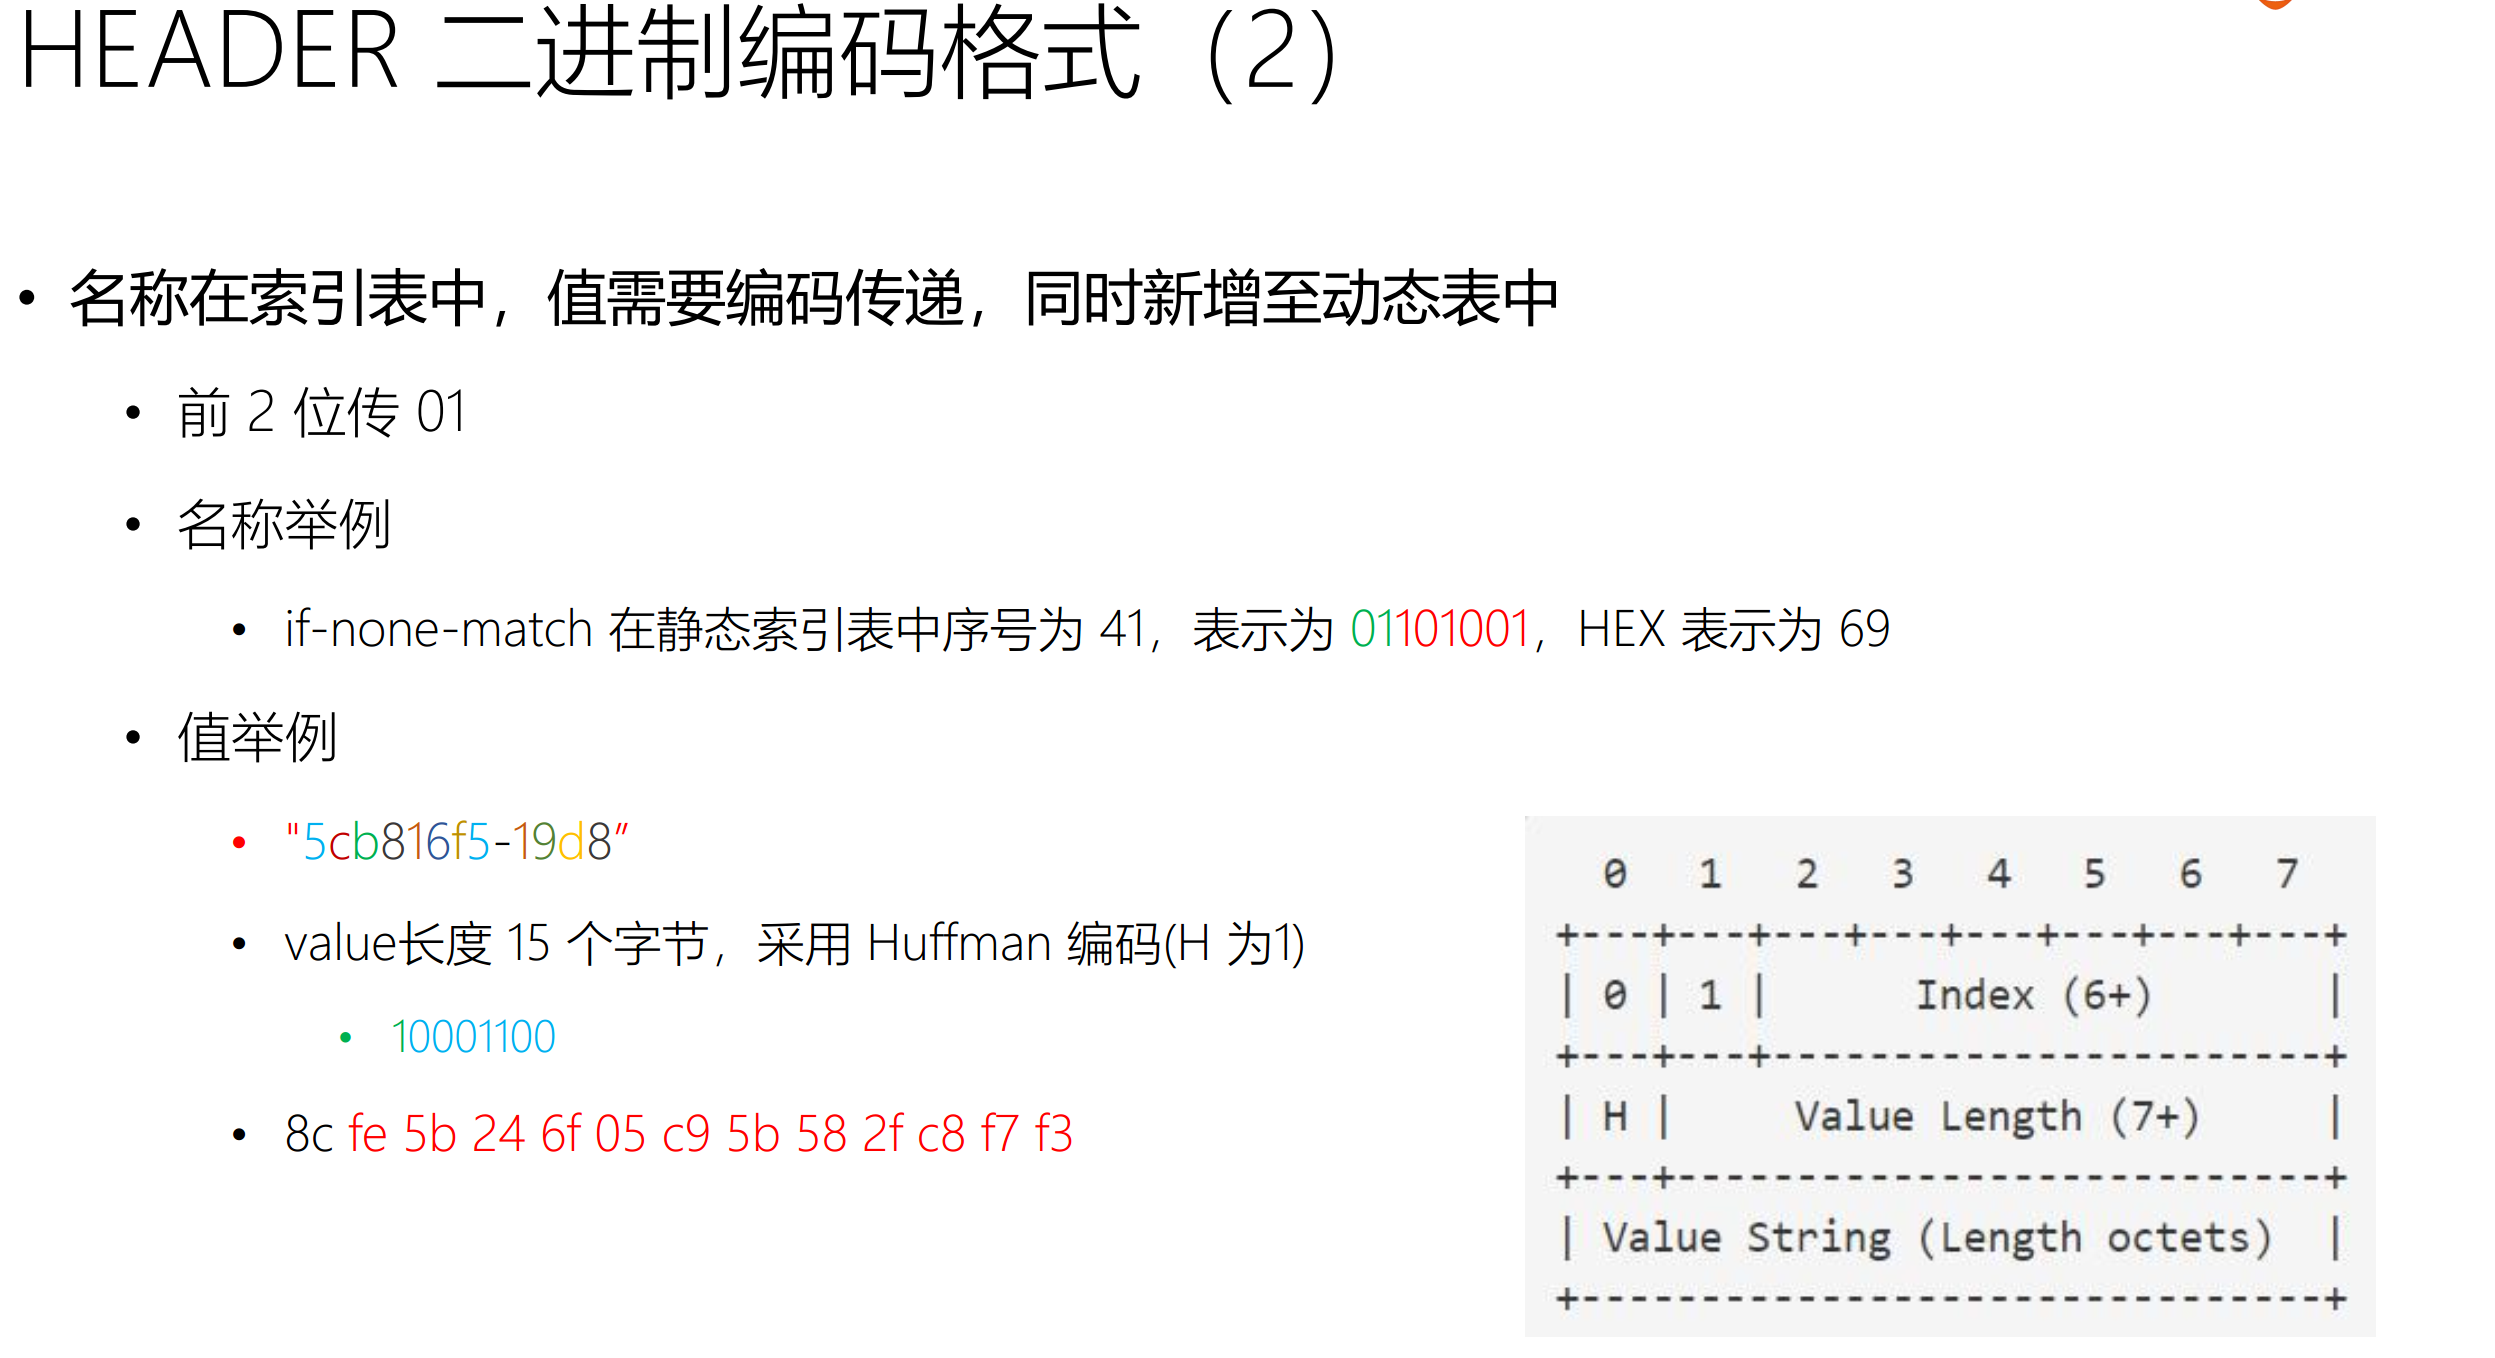 HEADER 二进制编码格式（2）
• 名称在索引表中，值需要编码传递，同时新增至动态表中
• 前 2 位传 01
• 名称举例
• if-none-match 在静态索引表中序号为 41，表示为 01101001，HEX 表示为 69
• 值举例
• "5cb816f5-19d8”
• value长度 15 个字节，采用 Huffman 编码(H 为1)
• 10001100
• 8c fe 5b 24 6f 05 c9 5b 58 2f c8 f7 f3
0 1 2 3 4 5 6 7
+---+---+---+---+---+---+---+---+
| 0 | 1 | Index (6+) |
+---+---+-----------------------+
| H | Value Length (7+) |
+---+---------------------------+
| Value String (Length octets) |
+-------------------------------+